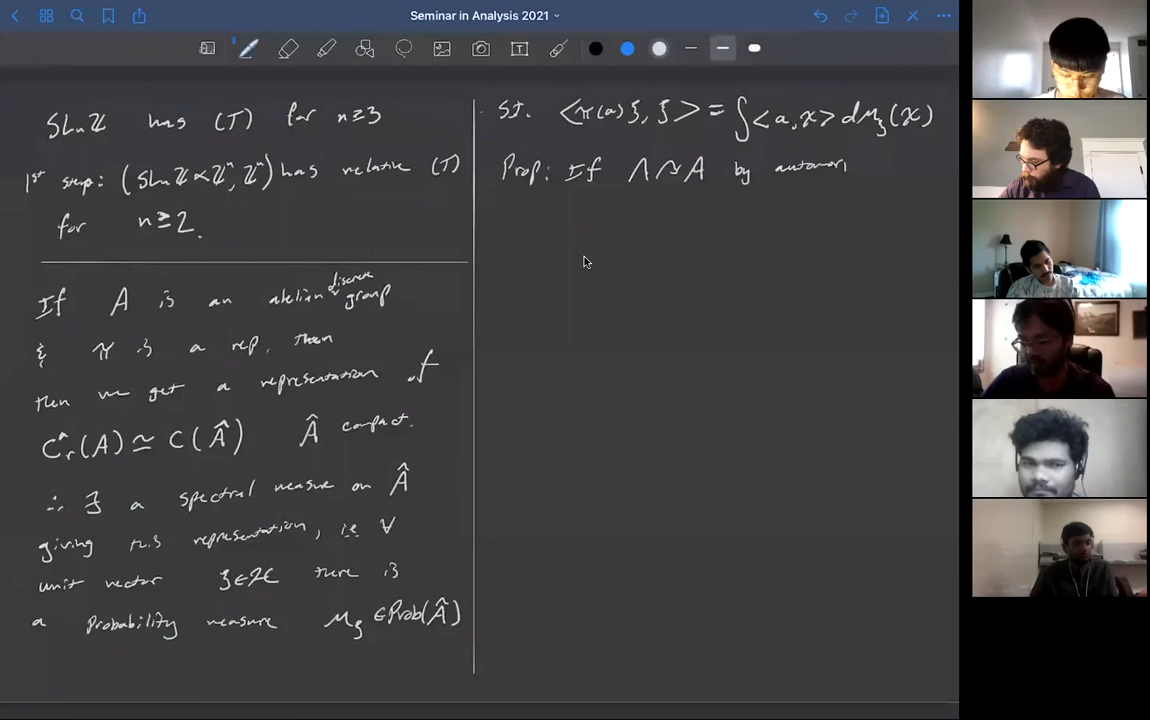 Seminar in Analysis 2021
SLnℤ has (T) for n≥3
1st step: (SLnℤ ⋉ ℤⁿ, ℤⁿ) has relative (T)
for n≥2.
If A is an abelian discrete group
& π is a rep, then
then we get a representation of
C*r(A) ≃ C(Â)   Â compact.
∴ ∃ a spectral measure on Â
giving this representation, ie ∀
unit vector ξ∈ℋ there is
a probability measure μξ ∈ Prob(Â)
St. <π(a)ξ, ξ> = ∫<a, x> dμξ(x)
Prop: If Λ↷A by automor